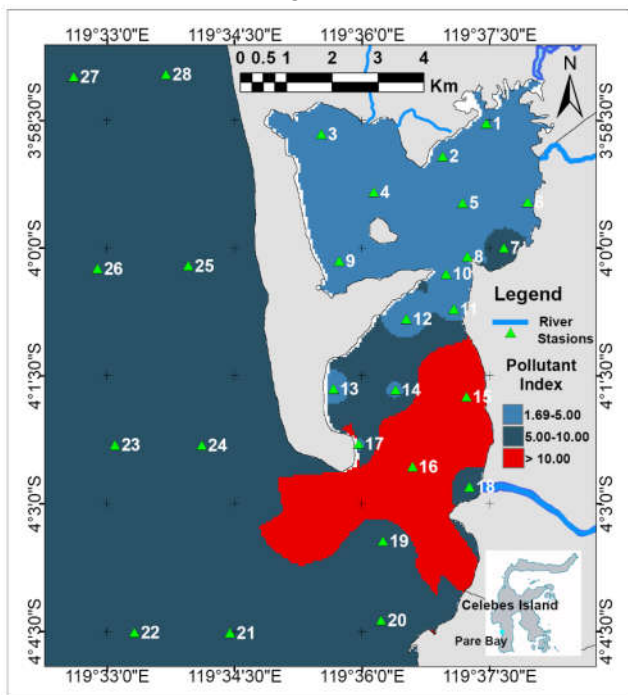 119°33'0"E 119°34'30"E 119°36'0"E 119°37'30"E
0 0.5 1 2 3 4
Km
N
27 28
3°58'30"S 3°58'30"S
1
3
2
4
5
6
4°0'0"S 4°0'0"S
7
8
9
26 25
10
Legend
11
River
12
Stasions
Pollutant
Index
4°1'30"S 4°1'30"S
13 14
15
1.69-5.00
5.00-10.00
> 10.00
23 24
17
16
18
4°3'0"S 4°30'0"S
19
Celebes Island
20
Pare Bay
22 21
4°4'30"S 4°4'30"S
119°33'0"E 119°34'30"E 119°36'0"E 119°37'30"E